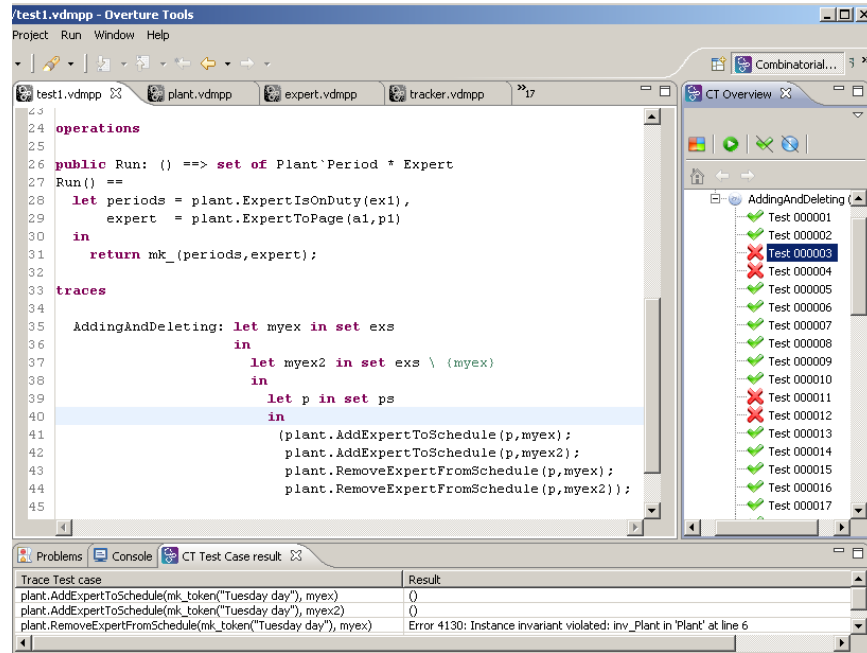 /test1.vdmpp - Overture Tools
Project Run Window Help
Combinatorial... 3 »
test1.vdmpp plant.vdmpp expert.vdmpp tracker.vdmpp »17
CT Overview
23
24 operations
25
26 public Run: () ==> set of Plant`Period * Expert
27 Run() ==
28 let periods = plant.ExpertIsOnDuty(ex1),
29 expert = plant.ExpertToPage(a1,p1)
30 in
31 return mk_(periods,expert);
32
33 traces
34
35 AddingAndDeleting: let myex in set exs
36 in
37 let myex2 in set exs \ {myex}
38 in
39 let p in set ps
40 in
41 (plant.AddExpertToSchedule(p,myex);
42 plant.AddExpertToSchedule(p,myex2);
43 plant.RemoveExpertFromSchedule(p,myex);
44 plant.RemoveExpertFromSchedule(p,myex2));
45
AddingAndDeleting (
Test 000001
Test 000002
Test 000003
Test 000004
Test 000005
Test 000006
Test 000007
Test 000008
Test 000009
Test 000010
Test 000011
Test 000012
Test 000013
Test 000014
Test 000015
Test 000016
Test 000017
Problems Console CT Test Case result
Trace Test case Result
plant.AddExpertToSchedule(mk_token("Tuesday day"), myex) ()
plant.AddExpertToSchedule(mk_token("Tuesday day"), myex2) ()
plant.RemoveExpertFromSchedule(mk_token("Tuesday day"), myex) Error 4130: Instance invariant violated: inv_Plant in 'Plant' at line 6